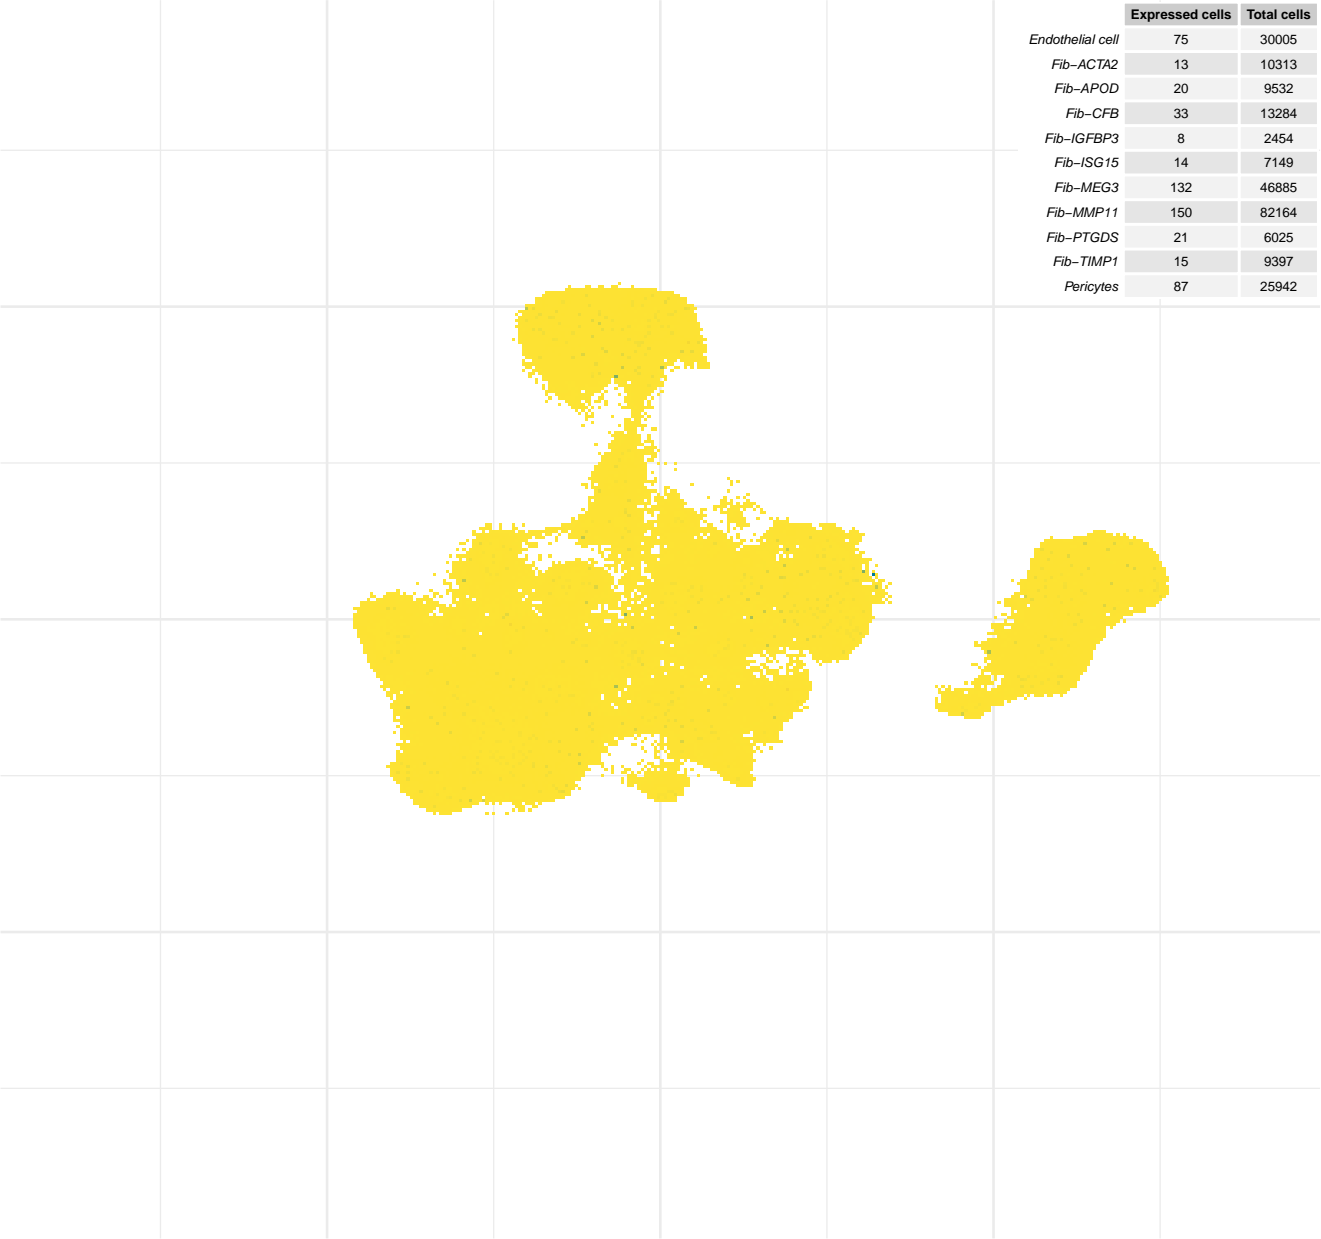 Expressed cells Total cells
Endothelial cell 75 30005
Fib−ACTA2 13 10313
Fib−APOD 20 9532
Fib−CFB 33 13284
Fib−IGFBP3 8 2454
Fib−ISG15 14 7149
Fib−MEG3 132 46885
Fib−MMP11 150 82164
Fib−PTGDS 21 6025
Fib−TIMP1 15 9397
Pericytes 87 25942